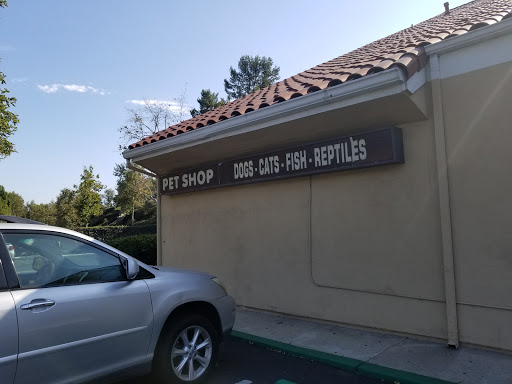 PET SHOP DOGS - CATS - FISH - REPTILES